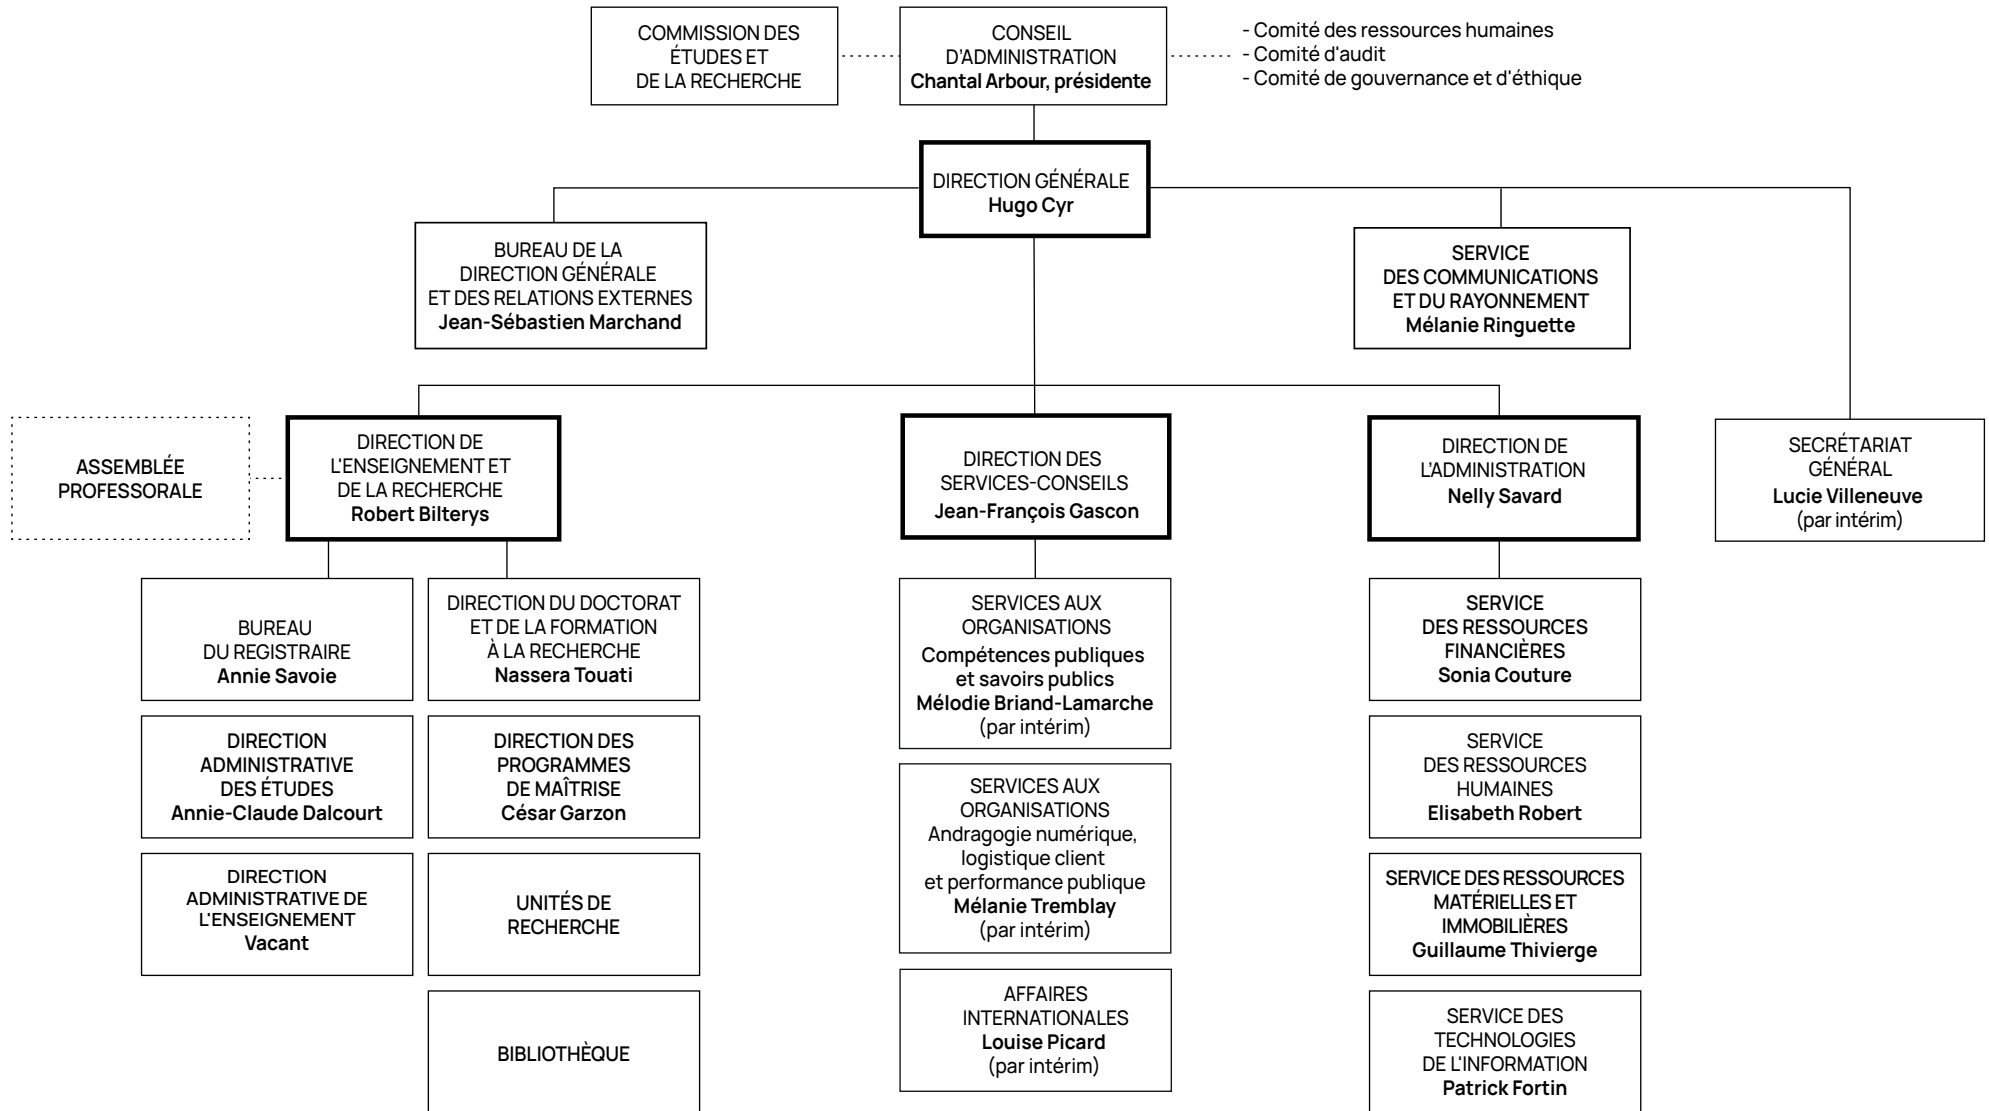 COMMISSION DES
ÉTUDES ET
DE LA RECHERCHE
CONSEIL
D'ADMINISTRATION
Chantal Arbour, présidente
- Comité des ressources humaines
- Comité d'audit
- Comité de gouvernance et d'éthique
DIRECTION GÉNÉRALE
Hugo Cyr
BUREAU DE LA
DIRECTION GÉNÉRALE
ET DES RELATIONS EXTERNES
Jean-Sébastien Marchand
SERVICE
DES COMMUNICATIONS
ET DU RAYONNEMENT
Mélanie Ringuette
ASSEMBLÉE
PROFESSORALE
DIRECTION DE
L'ENSEIGNEMENT ET
DE LA RECHERCHE
Robert Bilterys
DIRECTION DES
SERVICES-CONSEILS
Jean-François Gascon
DIRECTION DE
L'ADMINISTRATION
Nelly Savard
SECRÉTARIAT
GÉNÉRAL
Lucie Villeneuve
(par intérim)
BUREAU
DU REGISTRAIRE
Annie Savoie
DIRECTION DU DOCTORAT
ET DE LA FORMATION
À LA RECHERCHE
Nassera Touati
SERVICES AUX
ORGANISATIONS
Compétences publiques
et savoirs publics
Mélodie Briand-Lamarche
(par intérim)
SERVICE
DES RESSOURCES
FINANCIÈRES
Sonia Couture
DIRECTION
ADMINISTRATIVE
DES ÉTUDES
Annie-Claude Dalcourt
DIRECTION DES
PROGRAMMES
DE MAÎTRISE
César Garzon
SERVICES AUX
ORGANISATIONS
Andragogie numérique,
logistique client
et performance publique
Mélanie Tremblay
(par intérim)
SERVICE
DES RESSOURCES
HUMAINES
Elisabeth Robert
DIRECTION
ADMINISTRATIVE DE
L'ENSEIGNEMENT
Vacant
UNITÉS DE
RECHERCHE
SERVICE DES RESSOURCES
MATÉRIELLES ET
IMMOBILIÈRES
Guillaume Thivierge
BIBLIOTHÈQUE
AFFAIRES
INTERNATIONALES
Louise Picard
(par intérim)
SERVICE DES
TECHNOLOGIES
DE L'INFORMATION
Patrick Fortin